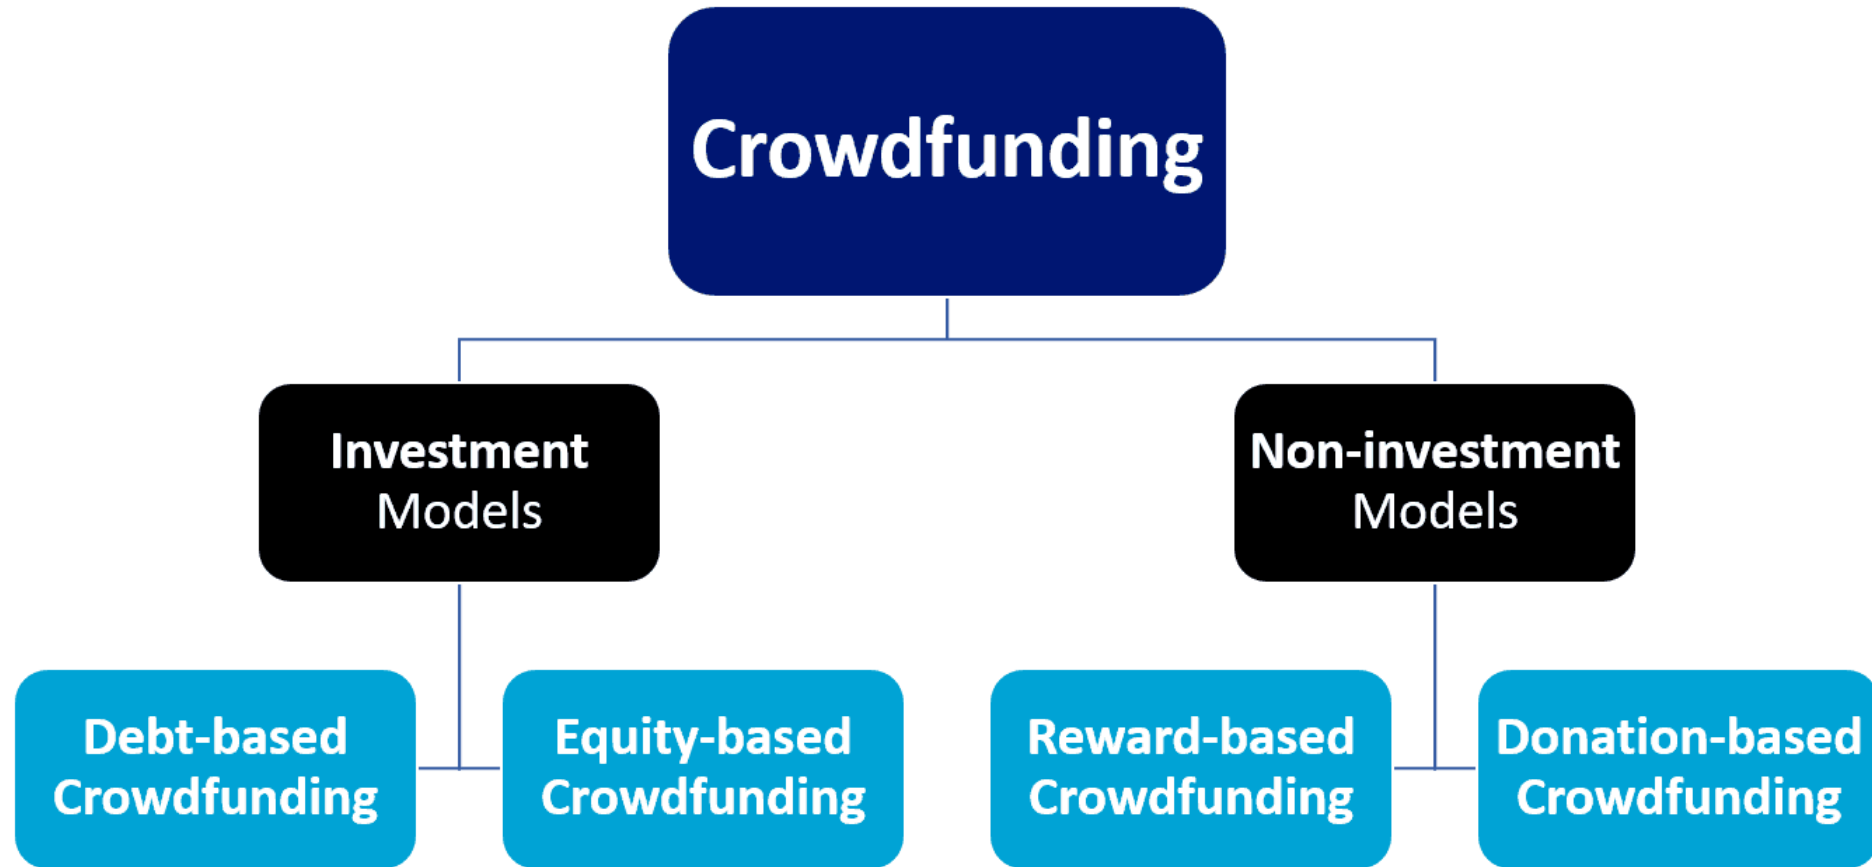 Crowdfunding
Investment
Models
Non-investment
Models
Debt-based
Crowdfunding
Equity-based
Crowdfunding
Reward-based
Crowdfunding
Donation-based
Crowdfunding